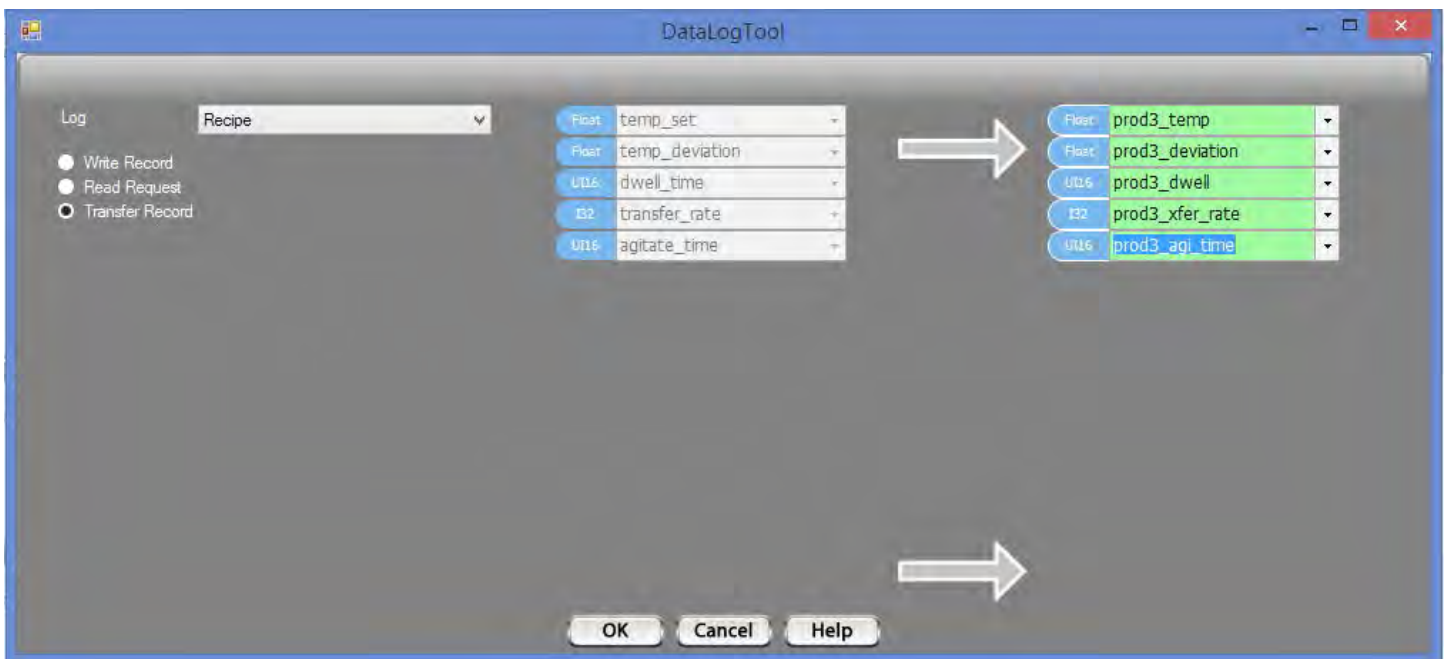 DataLogTool
Log Recipe
Write Record
Read Request
Transfer Record
Float temp_set
Float temp_deviation
UI16 dwell_time
I32 transfer_rate
UI16 agitate_time
Float prod3_temp
Float prod3_deviation
UI16 prod3_dwell
I32 prod3_xfer_rate
UI16 prod3_agi_time
OK Cancel Help